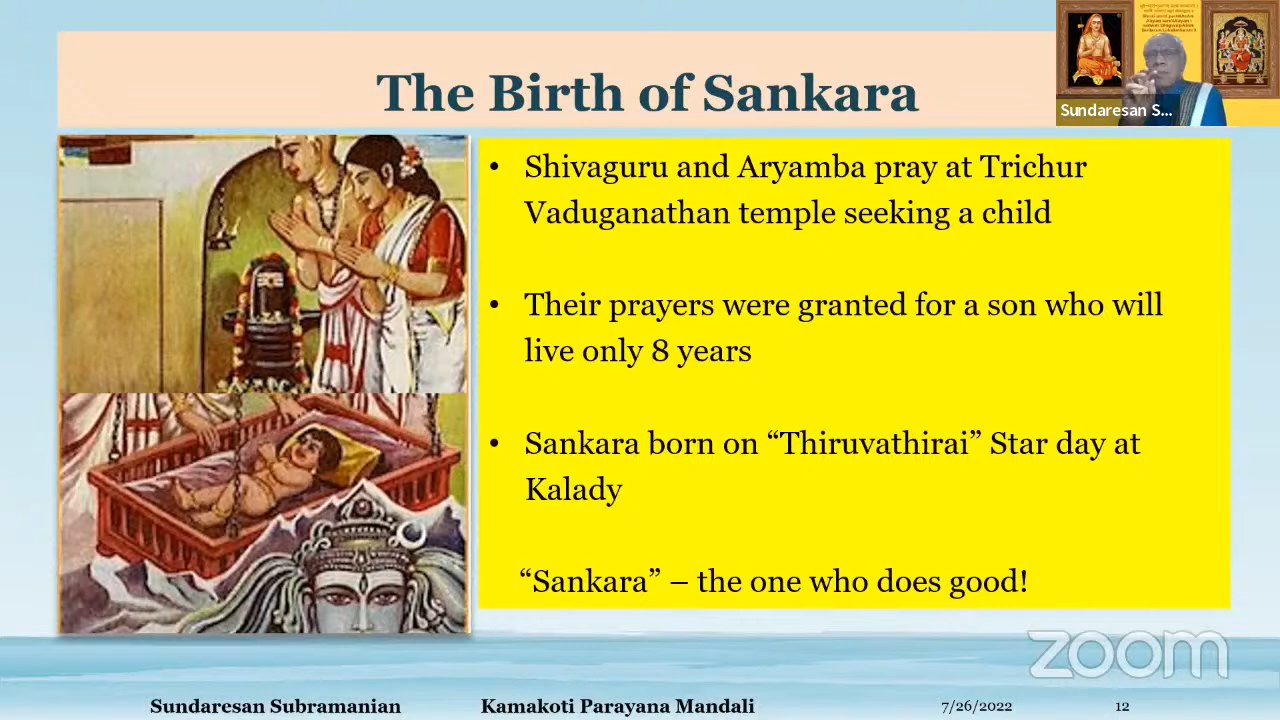 The Birth of Sankara
Sundaresan S...
• Shivaguru and Aryamba pray at Trichur
Vaduganathan temple seeking a child
• Their prayers were granted for a son who will
live only 8 years
• Sankara born on “Thiruvathirai” Star day at
Kalady
“Sankara” – the one who does good!
zoom
Sundaresan Subramanian
Kamakoti Parayana Mandali
7/26/2022
12